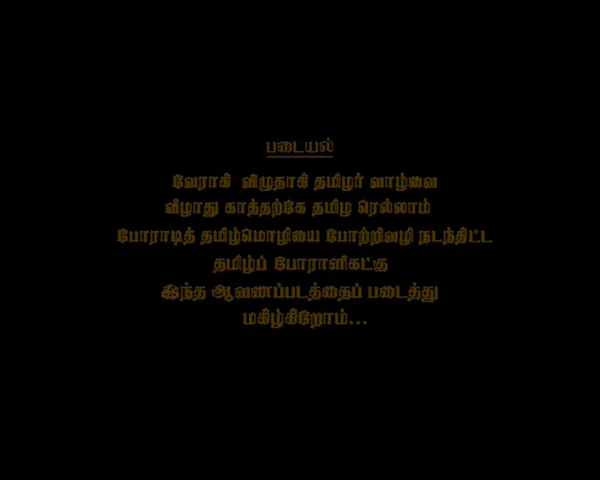 படையல்
வேராகி விழுதாகி தமிழர் வாழ்வை
வீழாது காத்தற்கே தமிழ ரெல்லாம்
போராடித் தமிழ்மொழியை போற்றிவழி நடந்திட்ட
தமிழ்ப் போராளிகட்கு
இந்த ஆவணப்படத்தைப் படைத்து
மகிழ்கிறோம்...